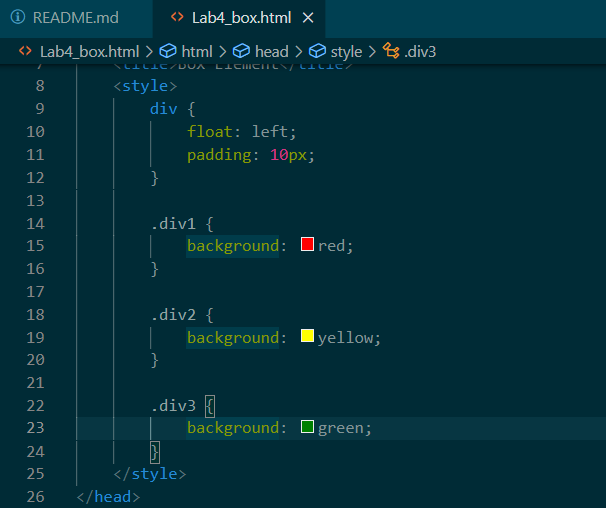 README.md Lab4_box.html
Lab4_box.html > html > head > style > .div3
7 <title>Box Element</title>
8 <style>
9 div {
10 float: left;
11 padding: 10px;
12 }
13
14 .div1 {
15 background: red;
16 }
17
18 .div2 {
19 background: yellow;
20 }
21
22 .div3 {
23 background: green;
24 }
25 </style>
26 </head>